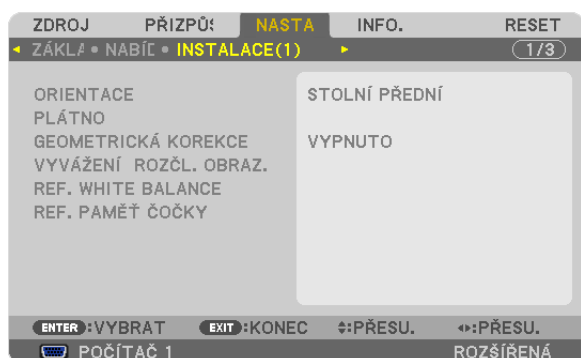 ZDROJ PŘIZPŮS NASTA INFO. RESET
ZÁKLA • NABÍD • INSTALACE(1) 1/3
ORIENTACE STOLNÍ PŘEDNÍ
PLÁTNO
GEOMETRICKÁ KOREKCE VYPNUTO
VYVÁŽENÍ ROZČL. OBRAZ.
REF. WHITE BALANCE
REF. PAMĚŤ ČOČKY
ENTER:VYBRAT EXIT:KONEC :PŘESU. :PŘESU.
POČÍTAČ 1 ROZŠÍŘENÁ